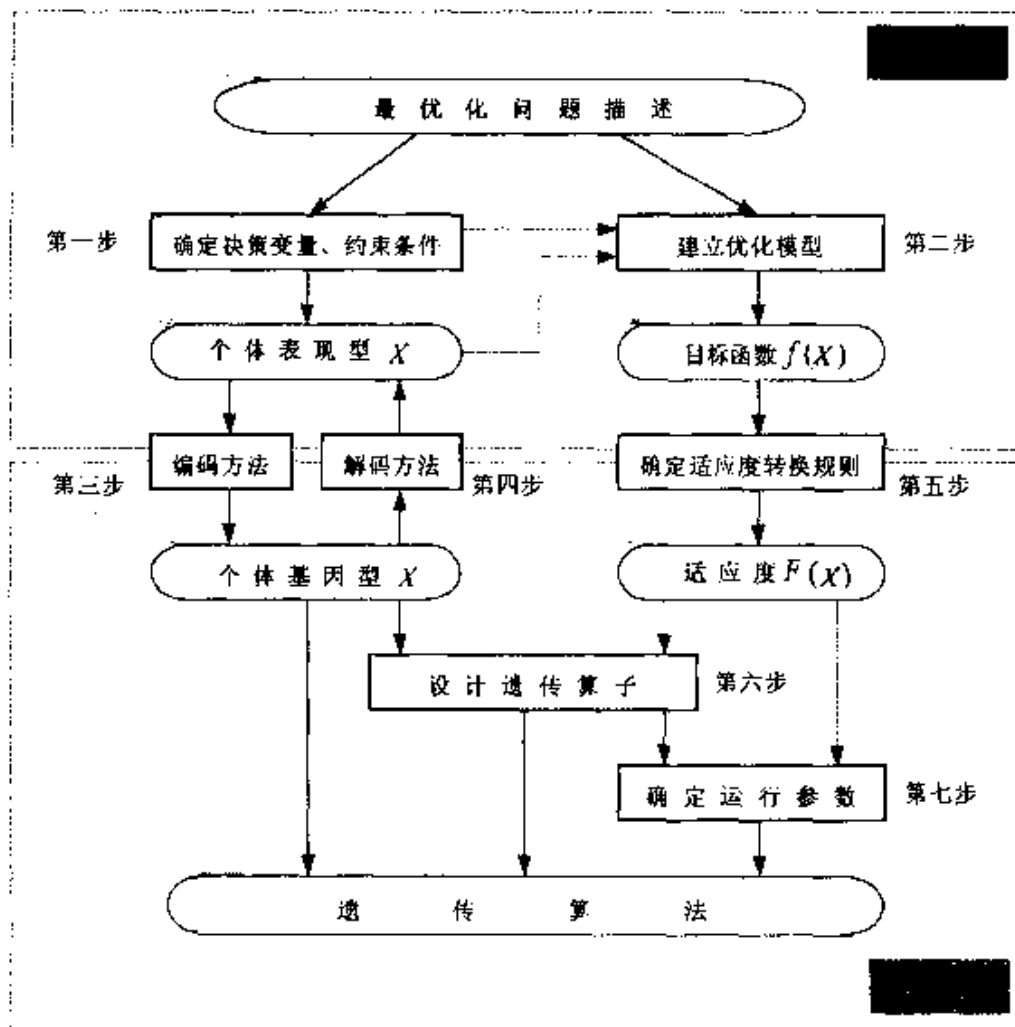 最优化问题描述
第一步 确定决策变量、约束条件 建立优化模型 第二步
个体表现型 X 目标函数 f(X)
编码方法 解码方法 确定适应度转换规则
第三步 第四步 第五步
个体基因型 X 适应度 F(X)
设计遗传算子 第六步
确定运行参数 第七步
遗传算法